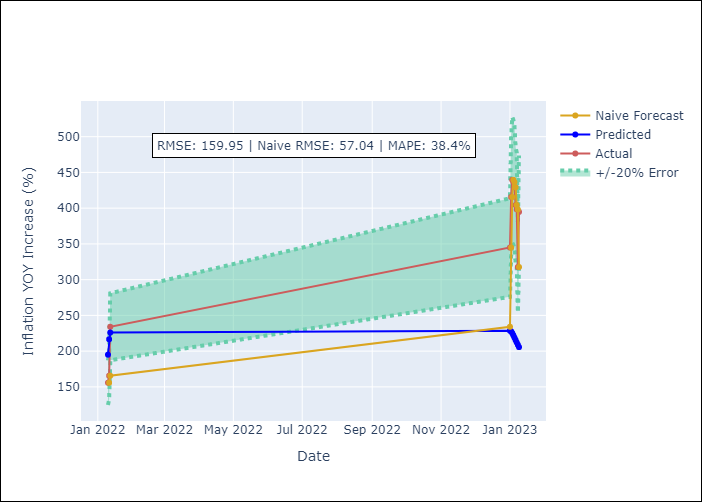 Naive Forecast
Predicted
Actual
+/-20% Error
RMSE: 159.95 | Naive RMSE: 57.04 | MAPE: 38.4%
500
450
400
350
300
250
200
150
Inflation YOY Increase (%)
Jan 2022
Mar 2022
May 2022
Jul 2022
Sep 2022
Nov 2022
Jan 2023
Date